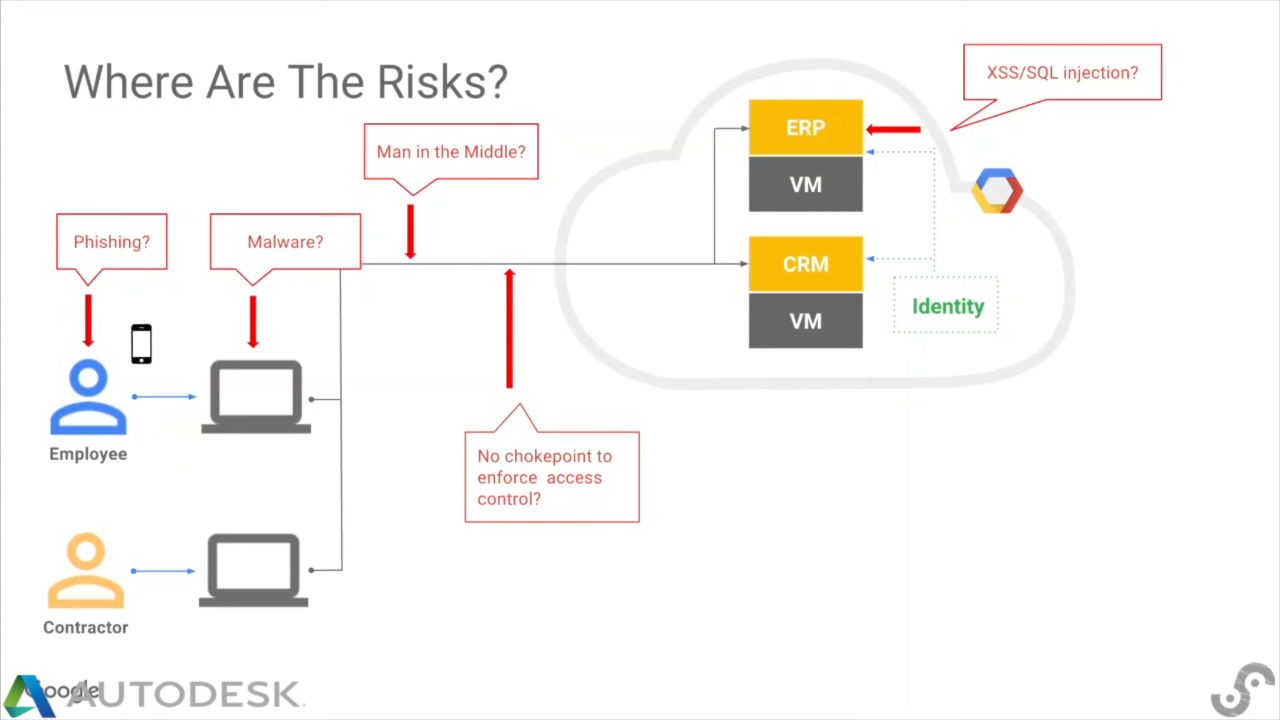 Where Are The Risks?
XSS/SQL injection?
Man in the Middle?
ERP
VM
Phishing?
Malware?
CRM
VM
Identity
Employee
No chokepoint to
enforce access
control?
Contractor
Google
AUTODESK.